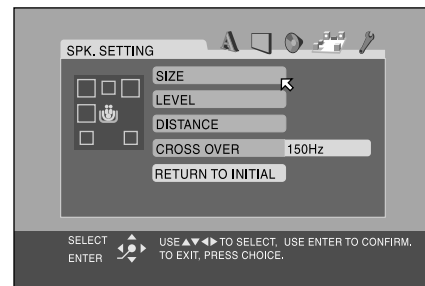 SPK. SETTING
SIZE
LEVEL
DISTANCE
CROSS OVER 150Hz
RETURN TO INITIAL
SELECT
ENTER
USE ▲▼◀▶ TO SELECT, USE ENTER TO CONFIRM.
TO EXIT, PRESS CHOICE.